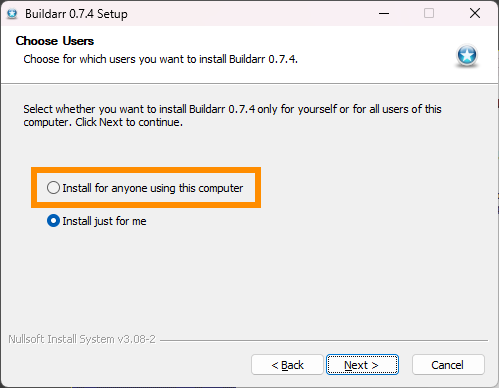 Buildarr 0.7.4 Setup
Choose Users
Choose for which users you want to install Buildarr 0.7.4.
Select whether you want to install Buildarr 0.7.4 only for yourself or for all users of this
computer. Click Next to continue.
Install for anyone using this computer
Install just for me
Nullsoft Install System v3.08-2
< Back
Next >
Cancel